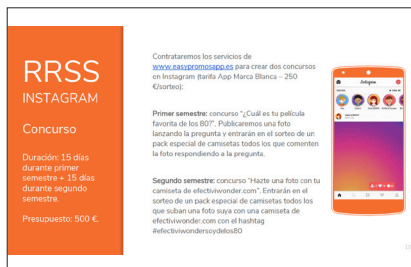 RRSS
INSTAGRAM
Concurso
Duración: 15 días
durante primer
semestre + 15 días
durante segundo
semestre.
Presupuesto: 500 €.
Contrataremos los servicios de
www.easypromosapp.es para crear dos concursos
en Instagram (tarifa App Marca Blanca – 250
€/sorteo):
Primer semestre: concurso "¿Cuál es tu película
favorita de los 80?". Publicaremos una foto
lanzando la pregunta y entrarán en el sorteo de un
pack especial de camisetas todos los que comenten
la foto respondiendo a la pregunta.
Segundo semestre: concurso "Hazte una foto con tu
camiseta de efectiviwonder.com". Entrarán en el
sorteo de un pack especial de camisetas todos los
que suban una foto suya con una camiseta de
efectiviwonder.com con el hashtag
#efectiviwondersoydelos80
Instagram